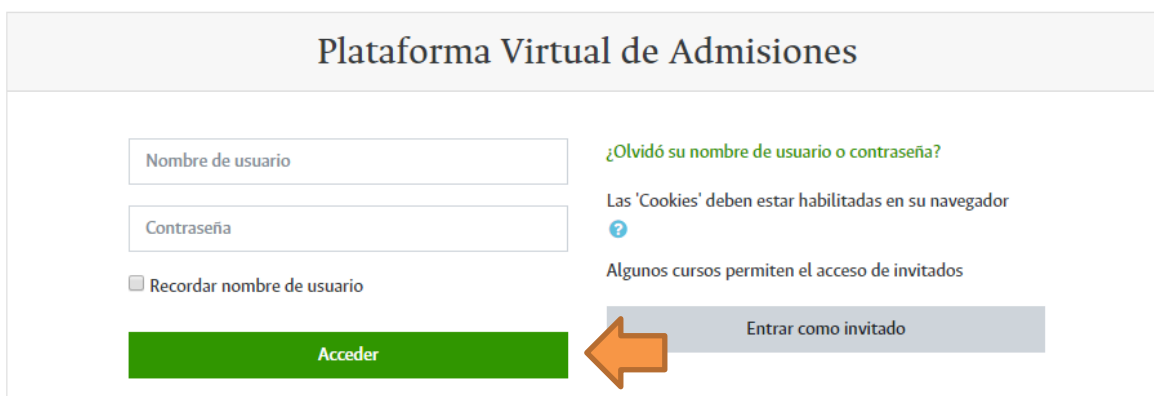 Plataforma Virtual de Admisiones
Nombre de usuario
Contraseña
Recordar nombre de usuario
Acceder
¿Olvidó su nombre de usuario o contraseña?
Las 'Cookies' deben estar habilitadas en su navegador
?
Algunos cursos permiten el acceso de invitados
Entrar como invitado